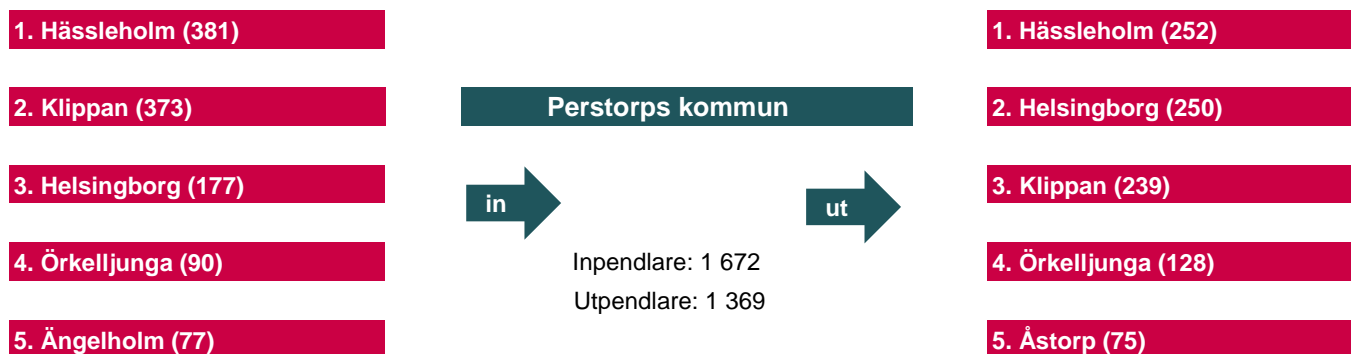 1. Hässleholm (381)
2. Klippan (373)
3. Helsingborg (177)
4. Örkelljunga (90)
5. Ängelholm (77)
Perstorps kommun
in
ut
Inpendlare: 1 672
Utpendlare: 1 369
1. Hässleholm (252)
2. Helsingborg (250)
3. Klippan (239)
4. Örkelljunga (128)
5. Åstorp (75)